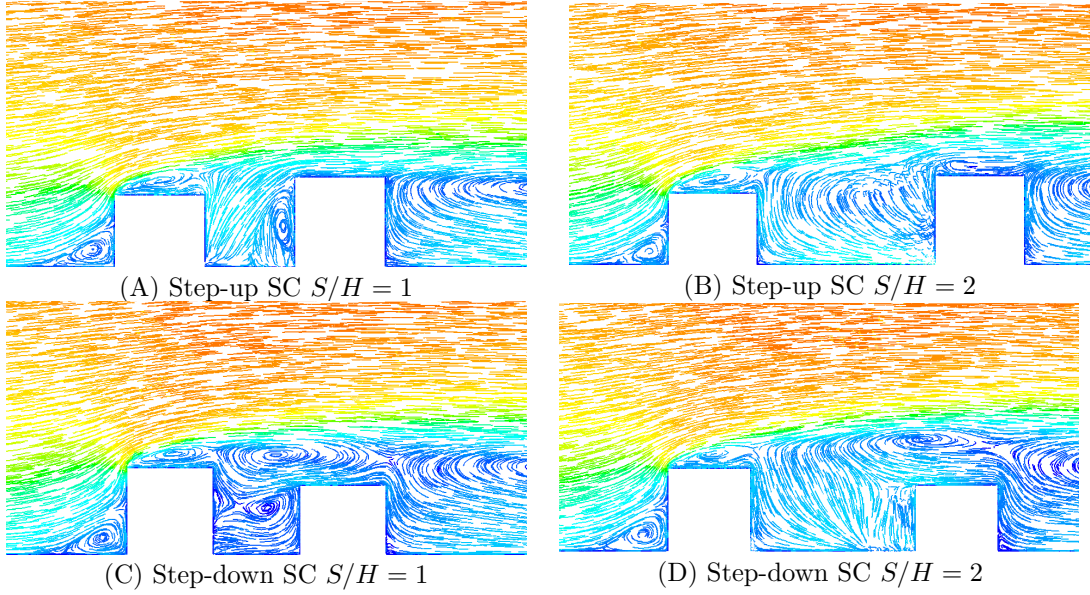 (A) Step-up SC S/H = 1
(B) Step-up SC S/H = 2
(C) Step-down SC S/H = 1
(D) Step-down SC S/H = 2